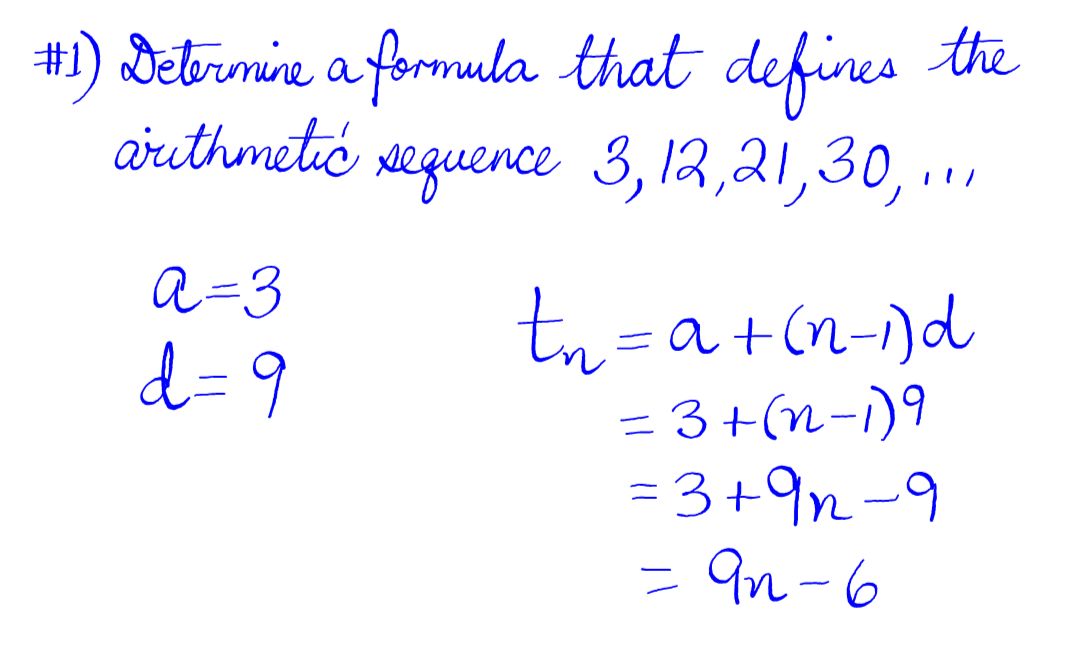 #1) Determine a formula that defines the
arithmetic sequence 3, 12, 21, 30, ...
a = 3
d = 9
tₙ = a + (n-1)d
= 3 + (n-1)9
= 3 + 9n - 9
= 9n - 6